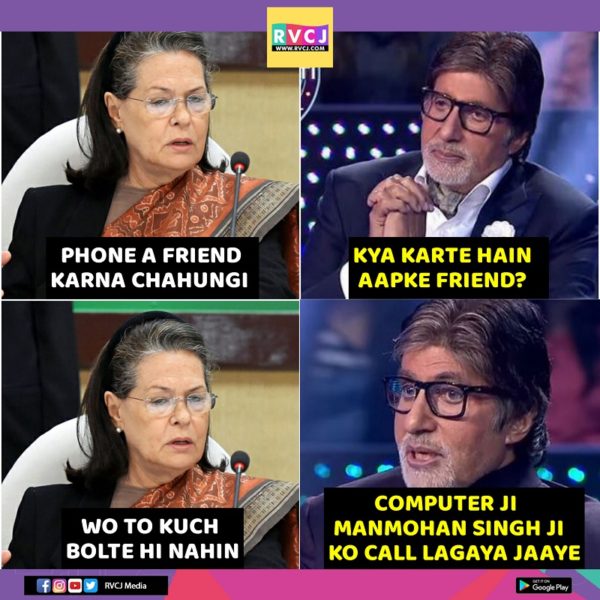 RVCJ
WWW.RVCJ.COM
PHONE A FRIEND
KARNA CHAHUNGI
KYA KARTE HAIN
AAPKE FRIEND?
WO TO KUCH
BOLTE HI NAHIN
COMPUTER JI
MANMOHAN SINGH JI
KO CALL LAGAYA JAAYE
RVCJ Media
GET IT ON
Google Play